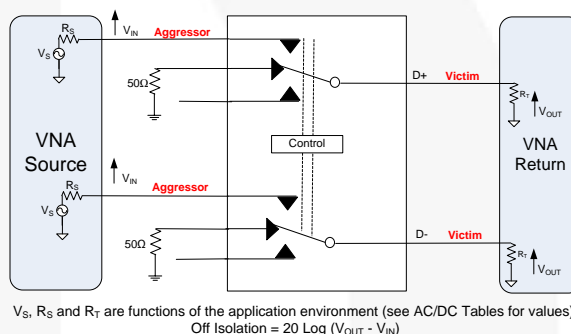 RS
VIN
Aggressor
VS
50Ω
D+
Victim
RT
VOUT
VNA
Source
Control
VNA
Return
RS
VIN
Aggressor
VS
50Ω
D-
Victim
RT
VOUT
VS, RS and RT are functions of the application environment (see AC/DC Tables for values)
Off Isolation = 20 Log (VOUT - VIN)